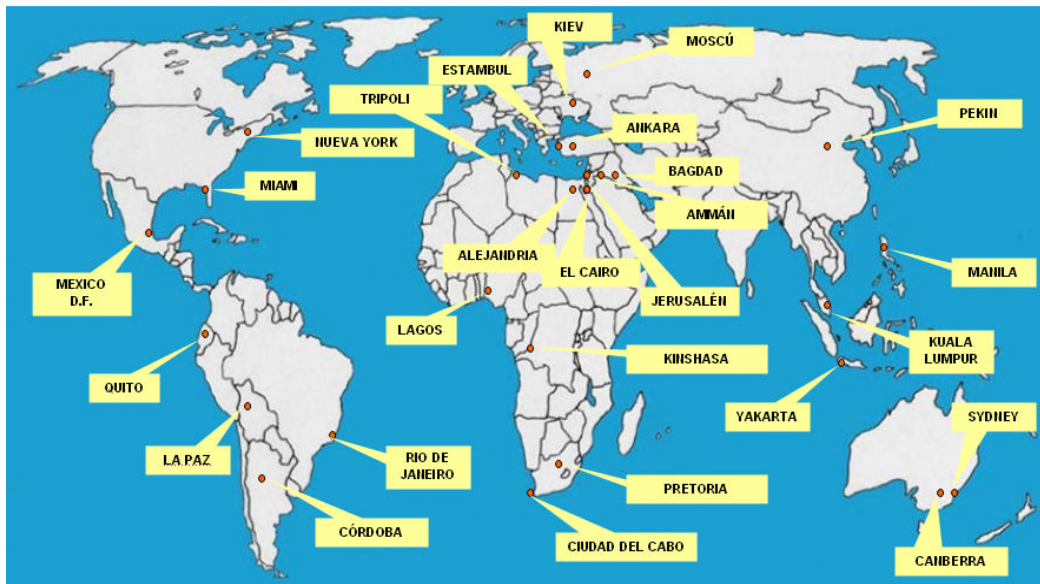 KIEV
MOSCÚ
ESTAMBUL
TRIPOLI
ANKARA
PEKIN
NUEVA YORK
BAGDAD
MIAMI
AMMÁN
ALEJANDRIA
EL CAIRO
MEXICO
D.F.
JERUSALÉN
MANILA
LAGOS
KUALA
LUMPUR
KINSHASA
QUITO
YAKARTA
SYDNEY
LA PAZ
RIO DE
JANEIRO
PRETORIA
CÓRDOBA
CIUDAD DEL CABO
CANBERRA